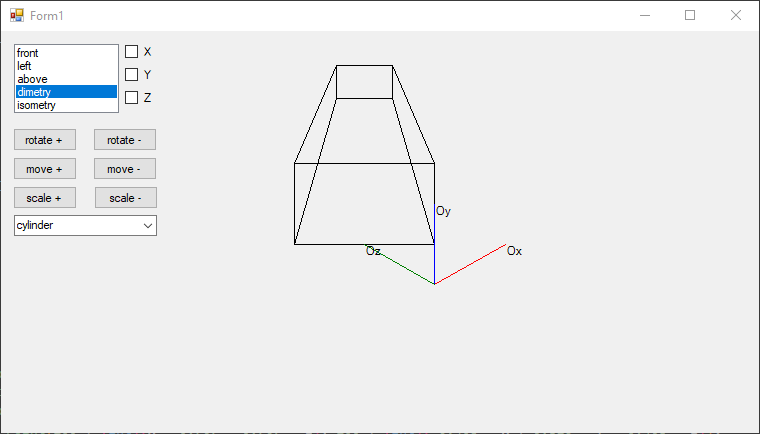 Form1
front
left
above
dimetry
isometry
X
Y
Z
rotate +
rotate -
move +
move -
scale +
scale -
cylinder
Oy
Oz
Ox